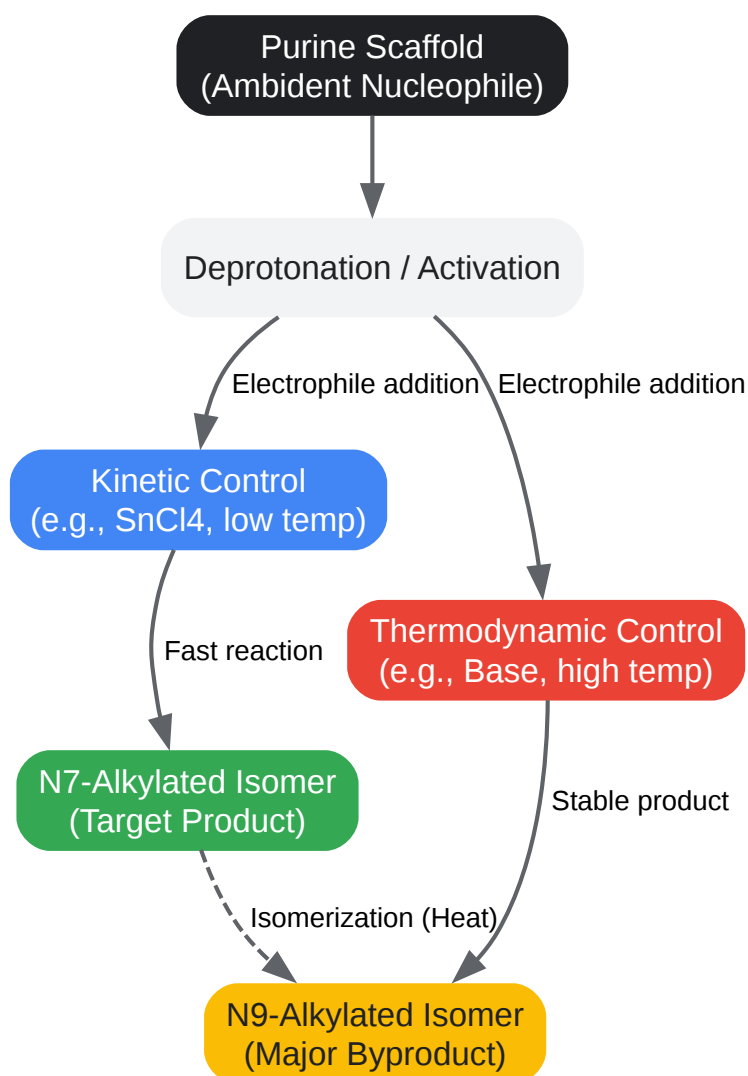 Purine Scaffold
(Ambident Nucleophile)
Deprotonation / Activation
Electrophile addition
Electrophile addition
Kinetic Control
(e.g., SnCl4, low temp)
Thermodynamic Control
(e.g., Base, high temp)
Fast reaction
N7-Alkylated Isomer
(Target Product)
Stable product
Isomerization (Heat)
N9-Alkylated Isomer
(Major Byproduct)